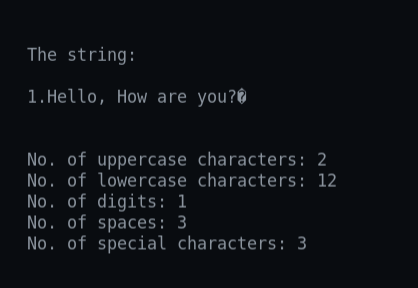 The string:
1.Hello, How are you?�
No. of uppercase characters: 2
No. of lowercase characters: 12
No. of digits: 1
No. of spaces: 3
No. of special characters: 3